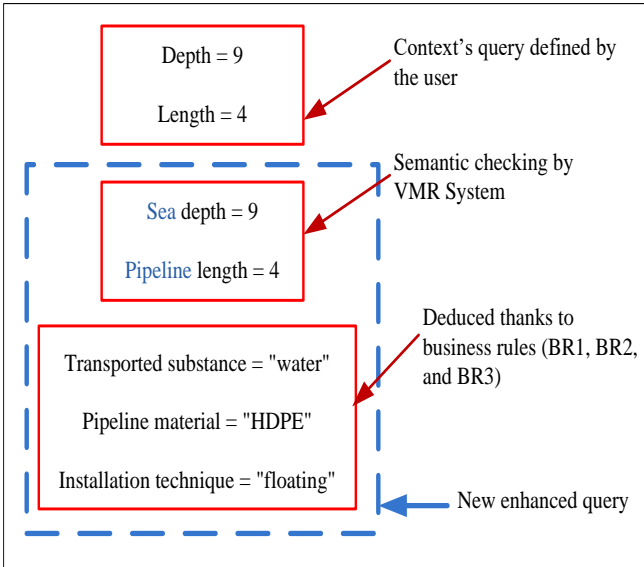 Depth = 9
Length = 4
Context's query defined by
the user
Sea depth = 9
Pipeline length = 4
Semantic checking by
VMR System
Transported substance = "water"
Pipeline material = "HDPE"
Installation technique = "floating"
Deduced thanks to
business rules (BR1, BR2,
and BR3)
New enhanced query